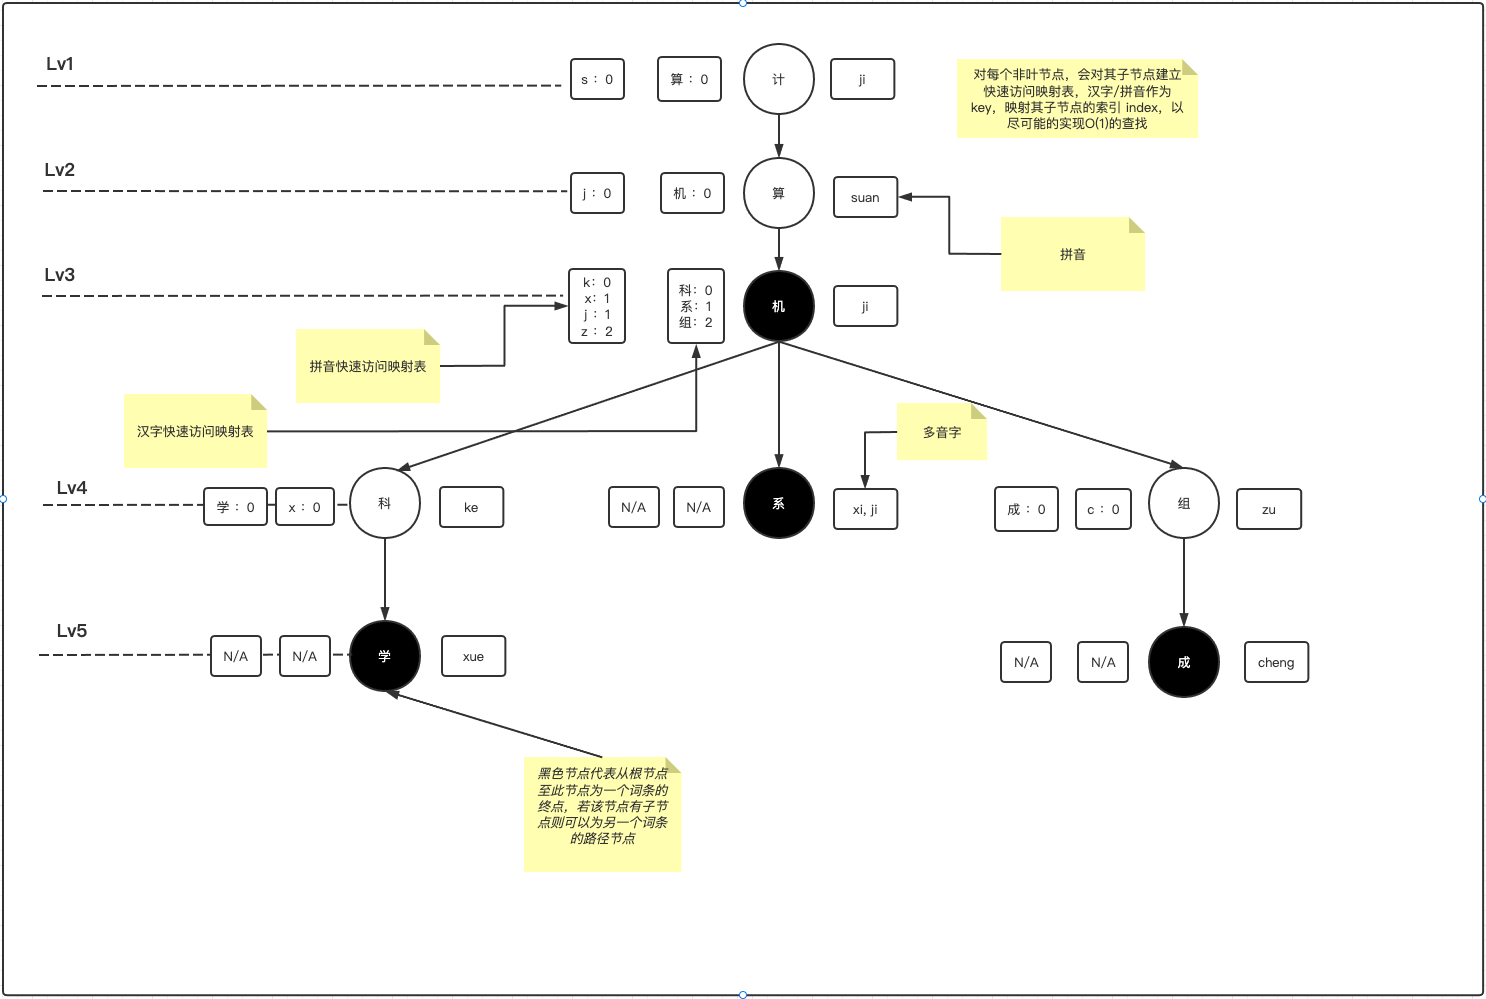 Lv1
s : 0
算 : 0
计
ji
对每个非叶节点，会对其子节点建立
快速访问映射表，汉字/拼音作为
key，映射其子节点的索引 index，以
尽可能的实现O(1)的查找
Lv2
j : 0
机 : 0
算
suan
拼音
Lv3
k: 0
x: 1
j : 1
z : 2
科: 0
系: 1
组: 2
机
ji
拼音快速访问映射表
汉字快速访问映射表
多音字
Lv4
学 : 0
x : 0
科
ke
N/A
N/A
系
xi, ji
成 : 0
c : 0
组
zu
Lv5
N/A
N/A
学
xue
N/A
N/A
成
cheng
黑色节点代表从根节点
至此节点为一个词条的
终点，若该节点有子节
点则可以为另一个词条
的路径节点